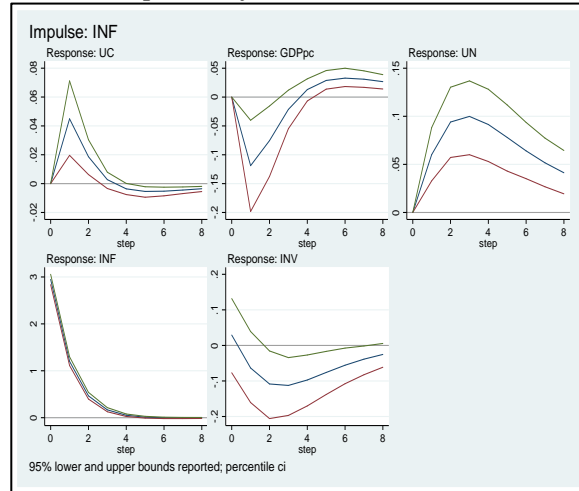 Impulse: INF
Response: UC
-.02 0 .02 .04 .06 .08
0 2 4 6 8
step
Response: GDPpc
-.2 -.15 -.1 -.05 0 .05
0 2 4 6 8
step
Response: UN
0 .05 .1 .15
0 2 4 6 8
step
Response: INF
0 1 2 3
0 2 4 6 8
step
Response: INV
-.2 -.1 0 .1 .2
0 2 4 6 8
step
95% lower and upper bounds reported; percentile ci